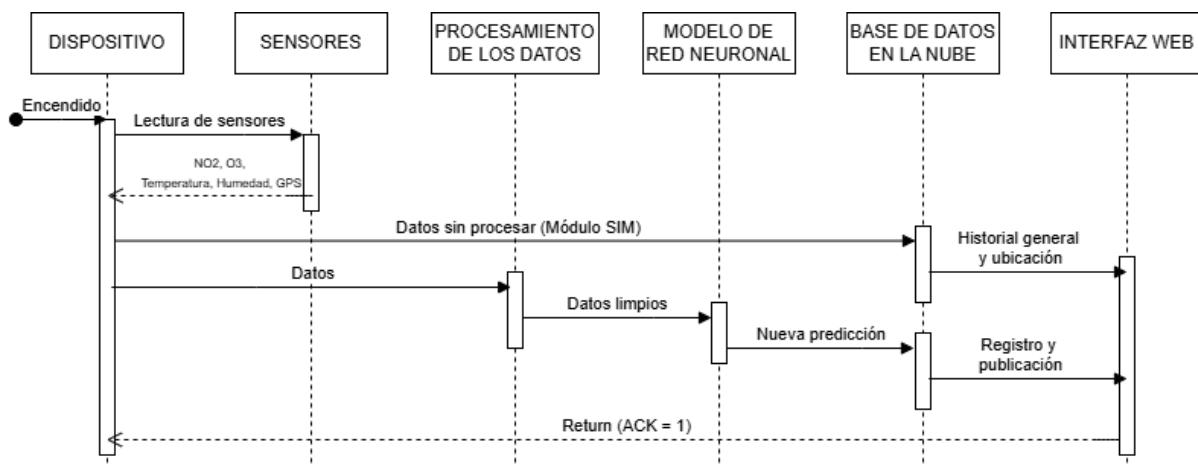 DISPOSITIVO
SENSORES
PROCESAMIENTO
DE LOS DATOS
MODELO DE
RED NEURONAL
BASE DE DATOS
EN LA NUBE
INTERFAZ WEB
Encendido
Lectura de sensores
NO2, O3,
Temperatura, Humedad, GPS
Datos sin procesar (Módulo SIM)
Historial general
y ubicación
Datos
Datos limpios
Nueva predicción
Registro y
publicación
Return (ACK = 1)